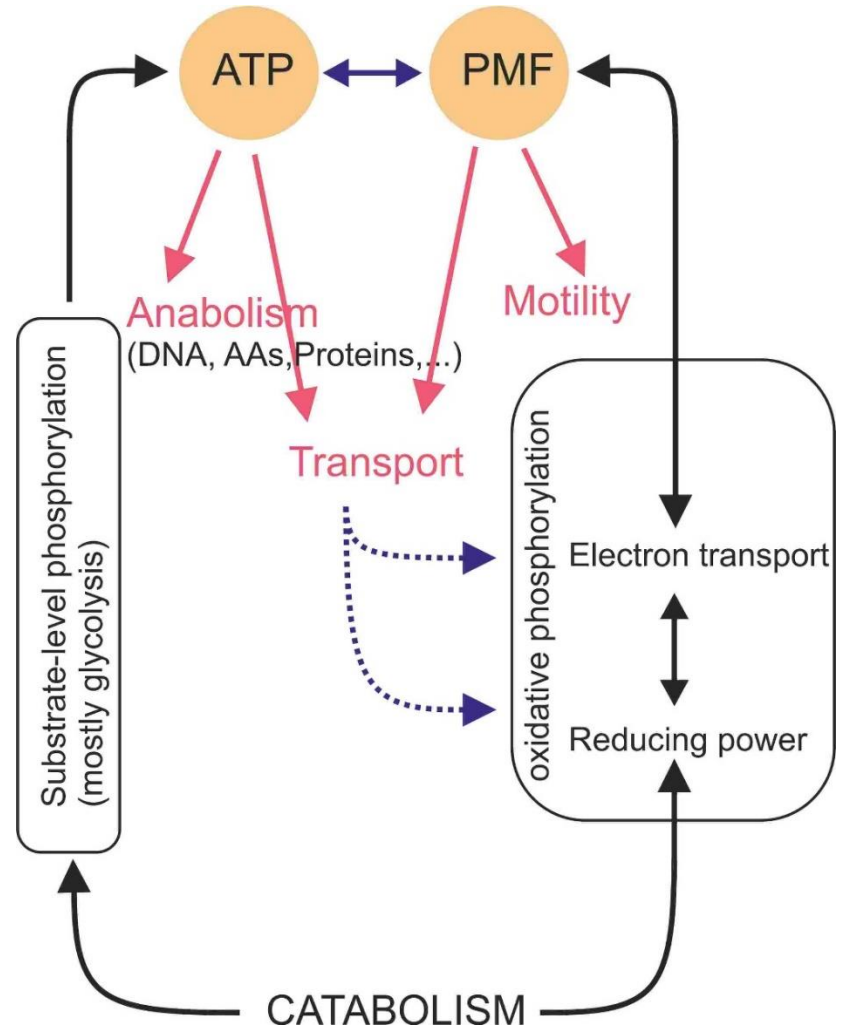 ATP
PMF
Anabolism
(DNA, AAs,Proteins,...)
Motility
Transport
Substrate-level phosphorylation
(mostly glycolysis)
oxidative phosphorylation
Electron transport
Reducing power
CATABOLISM